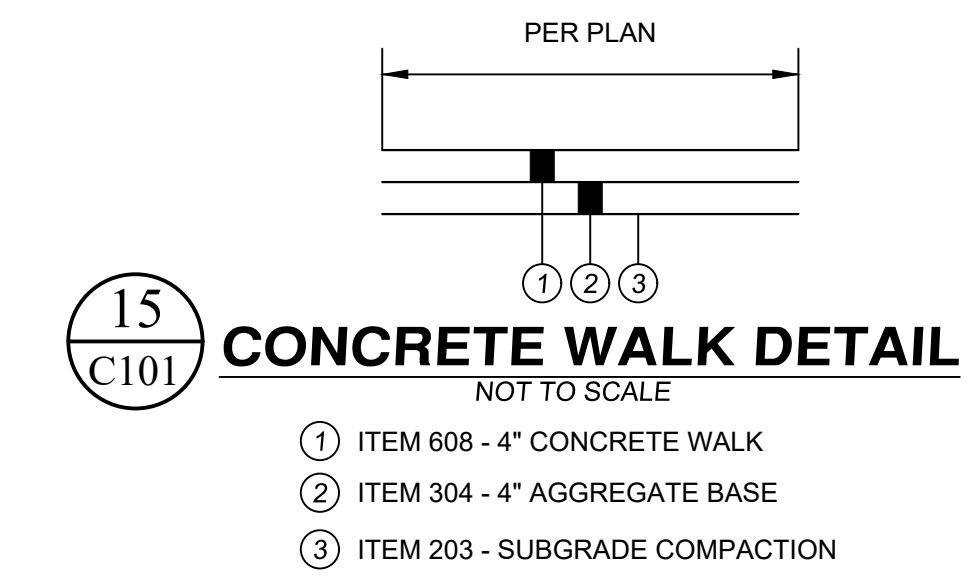 PER PLAN
1 2 3
15
C101
CONCRETE WALK DETAIL
NOT TO SCALE
1 ITEM 608 - 4" CONCRETE WALK
2 ITEM 304 - 4" AGGREGATE BASE
3 ITEM 203 - SUBGRADE COMPACTION